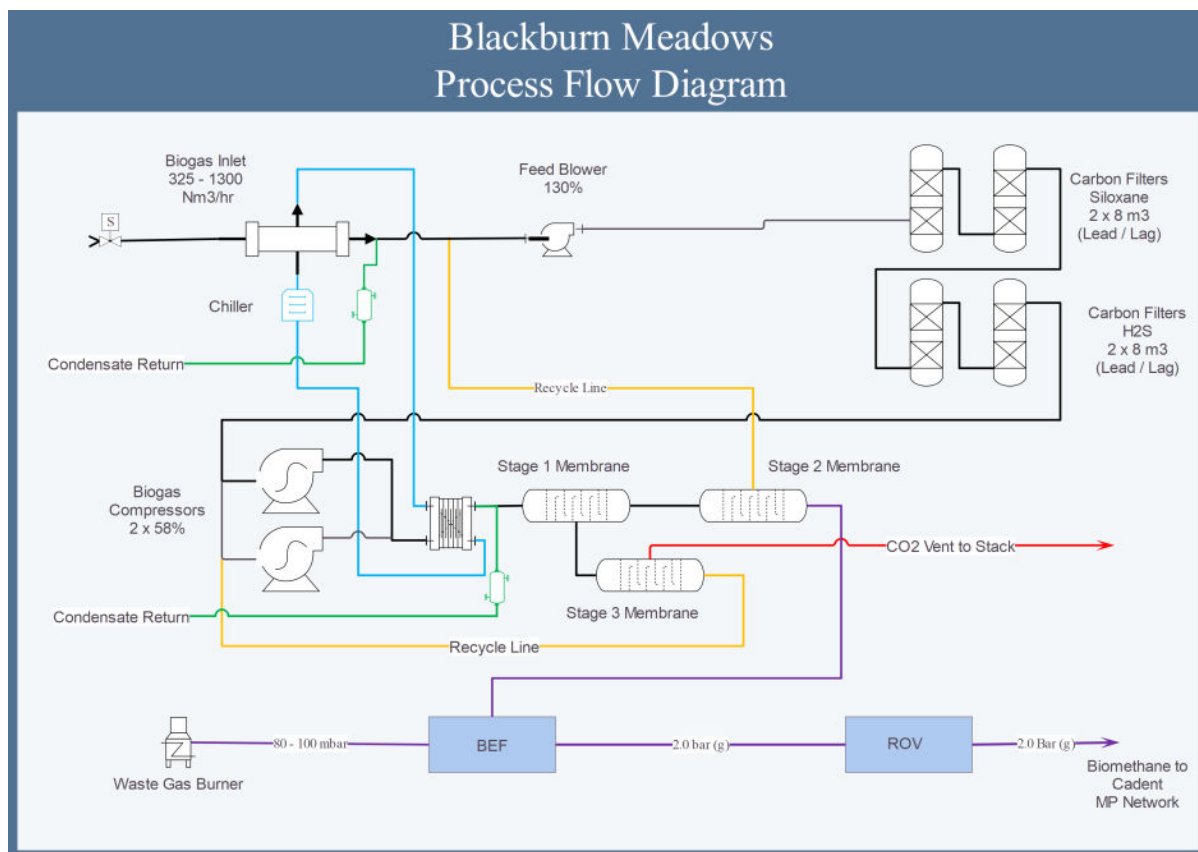 Blackburn Meadows
Process Flow Diagram
Biogas Inlet
325 - 1300
Nm3/hr
S
Feed Blower
130%
Carbon Filters
Siloxane
2 x 8 m3
(Lead / Lag)
Chiller
Condensate Return
Carbon Filters
H2S
2 x 8 m3
(Lead / Lag)
Recycle Line
Stage 1 Membrane
Stage 2 Membrane
Biogas
Compressors
2 x 58%
CO2 Vent to Stack
Stage 3 Membrane
Condensate Return
Recycle Line
80 - 100 mbar
BEF
2.0 bar (g)
ROV
2.0 Bar (g)
Waste Gas Burner
Biomethane to
Cadent
MP Network